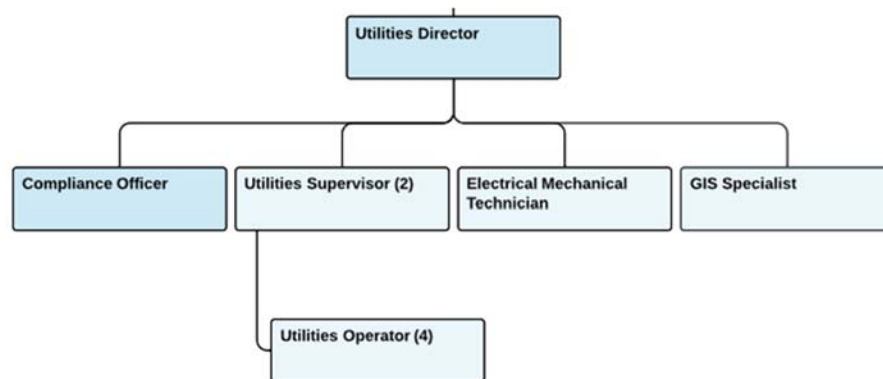 Utilities Director
Compliance Officer
Utilities Supervisor (2)
Electrical Mechanical
Technician
GIS Specialist
Utilities Operator (4)